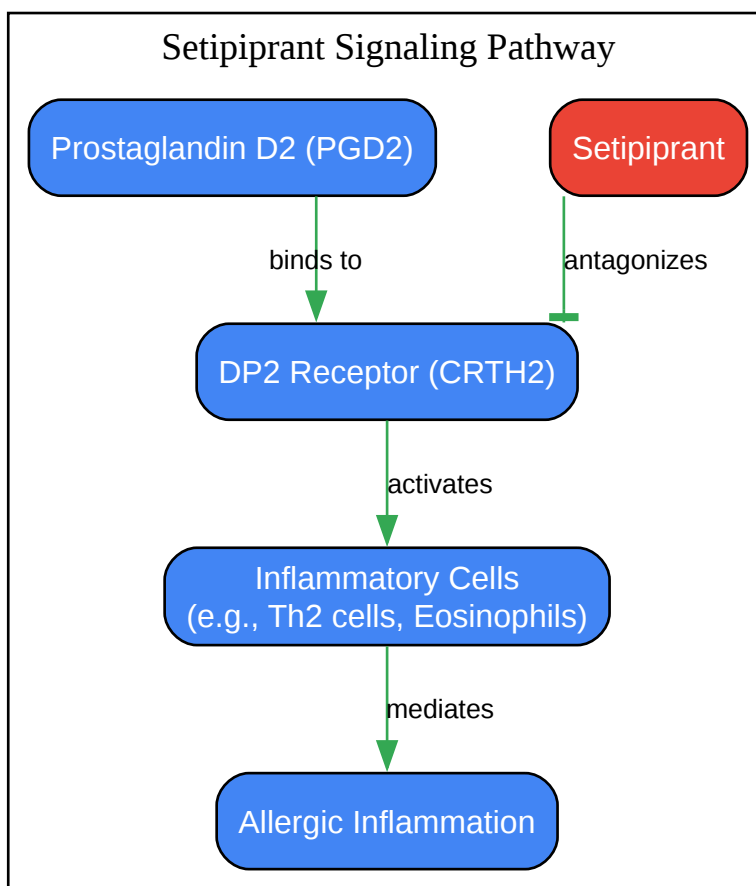 Setipiprant Signaling Pathway
Prostaglandin D2 (PGD2)
Setipiprant
binds to
antagonizes
DP2 Receptor (CRTH2)
activates
Inflammatory Cells
(e.g., Th2 cells, Eosinophils)
mediates
Allergic Inflammation